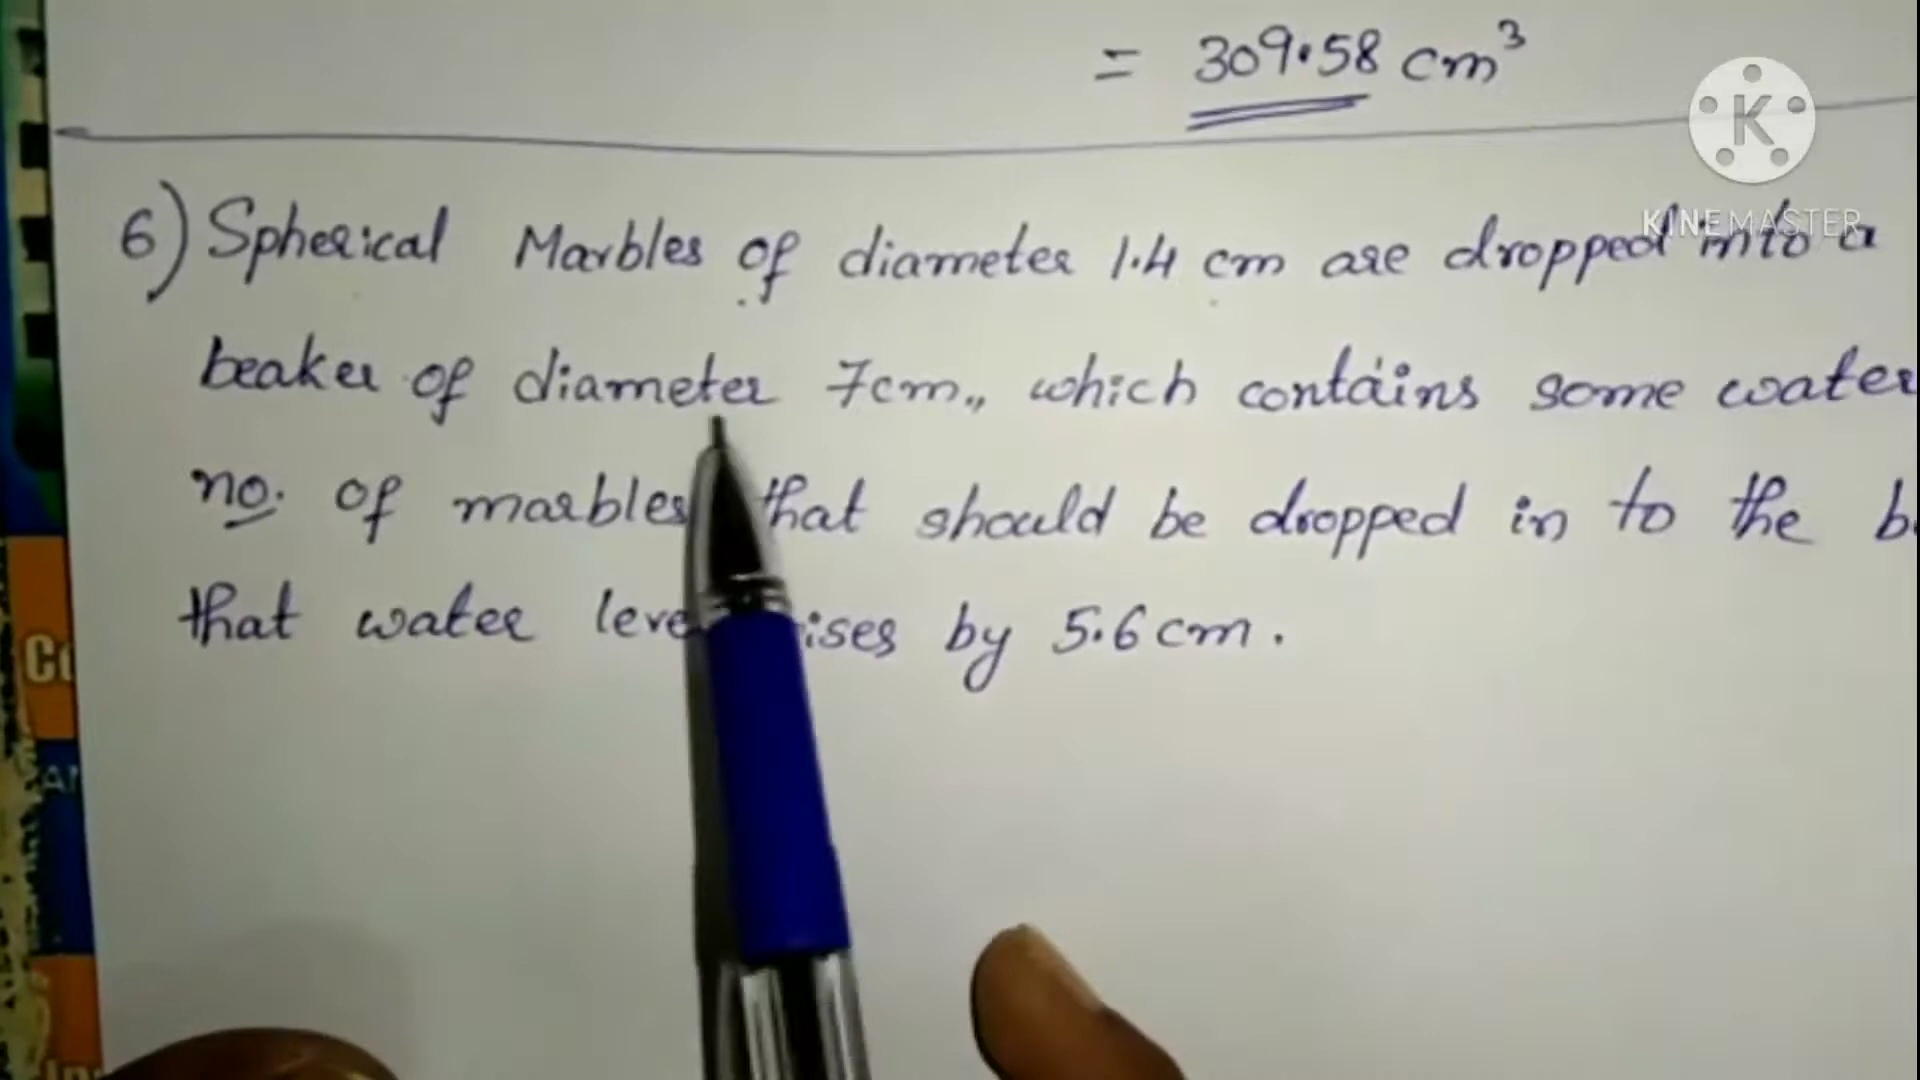 = 309.58 cm³
K
KINEMASTER
6) Spherical Marbles of diameter 1.4 cm are dropped into a
beaker of diameter 7cm,, which contains some water
no. of marbles that should be dropped in to the
that water by 5.6cm.